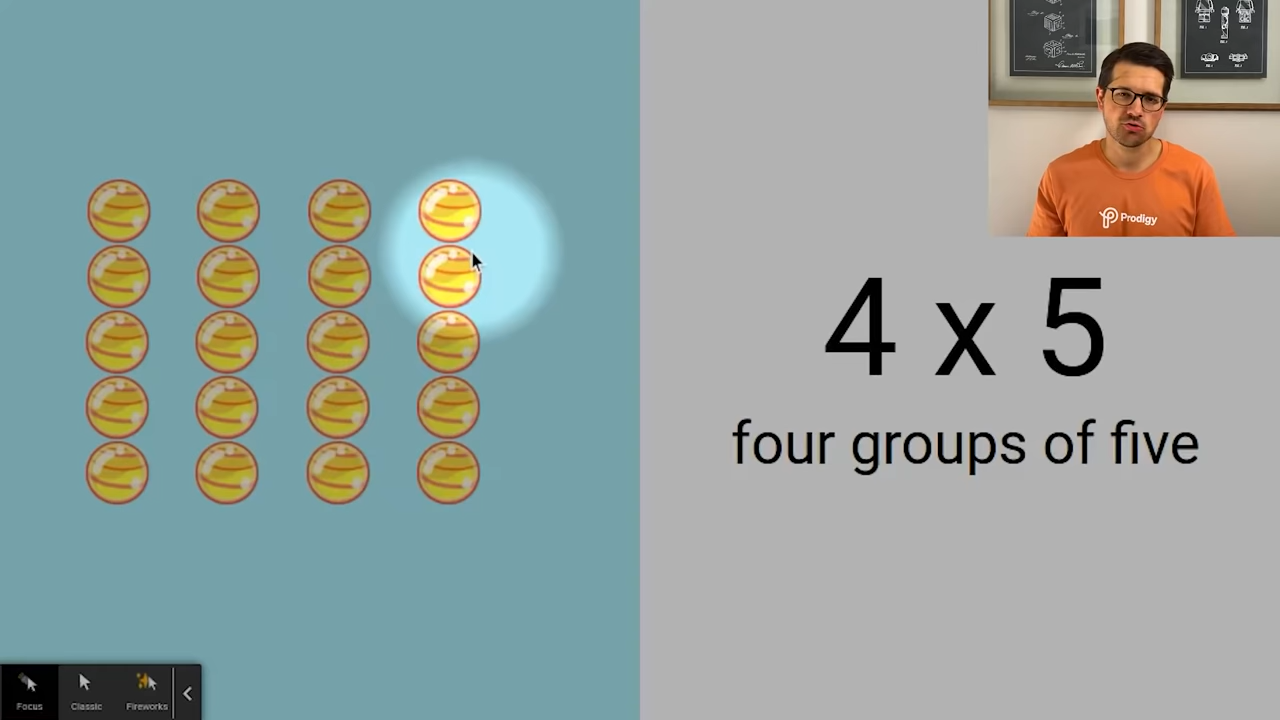 Prodigy
4 x 5
four groups of five
Focus
Classic
Fireworks